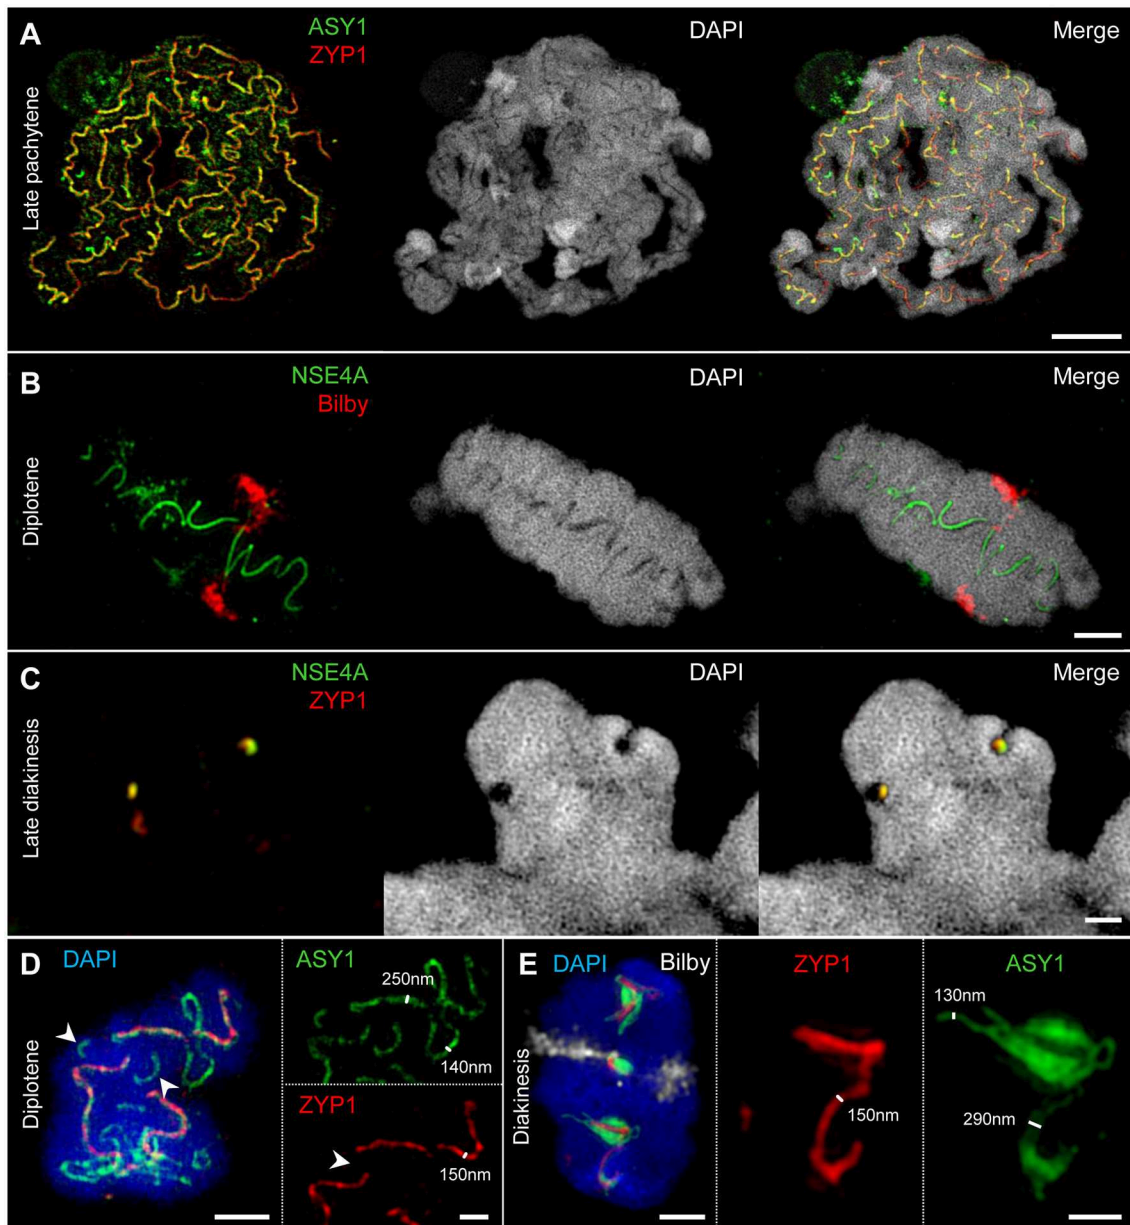 A
ASY1
ZYP1
DAPI
Merge
Late pachytene
B
NSE4A
Bilby
DAPI
Merge
Diplotene
C
NSE4A
ZYP1
DAPI
Merge
Late diakinesis
D
DAPI
Diplotene
ASY1
250nm
140nm
ZYP1
150nm
E
DAPI
Bilby
Diakinesis
ZYP1
150nm
ASY1
130nm
290nm